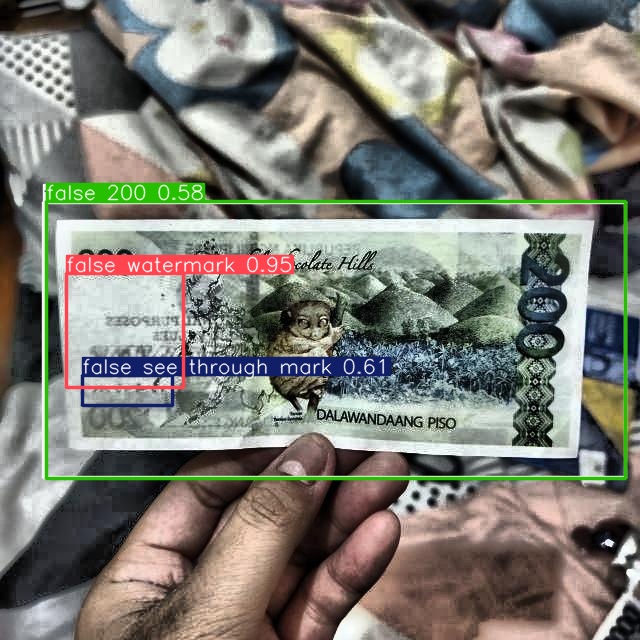 false 200 0.58
false watermark 0.95
Chocolate Hills
200
PURPOSES
false see through mark 0.61
DALAWANDAANG PISO